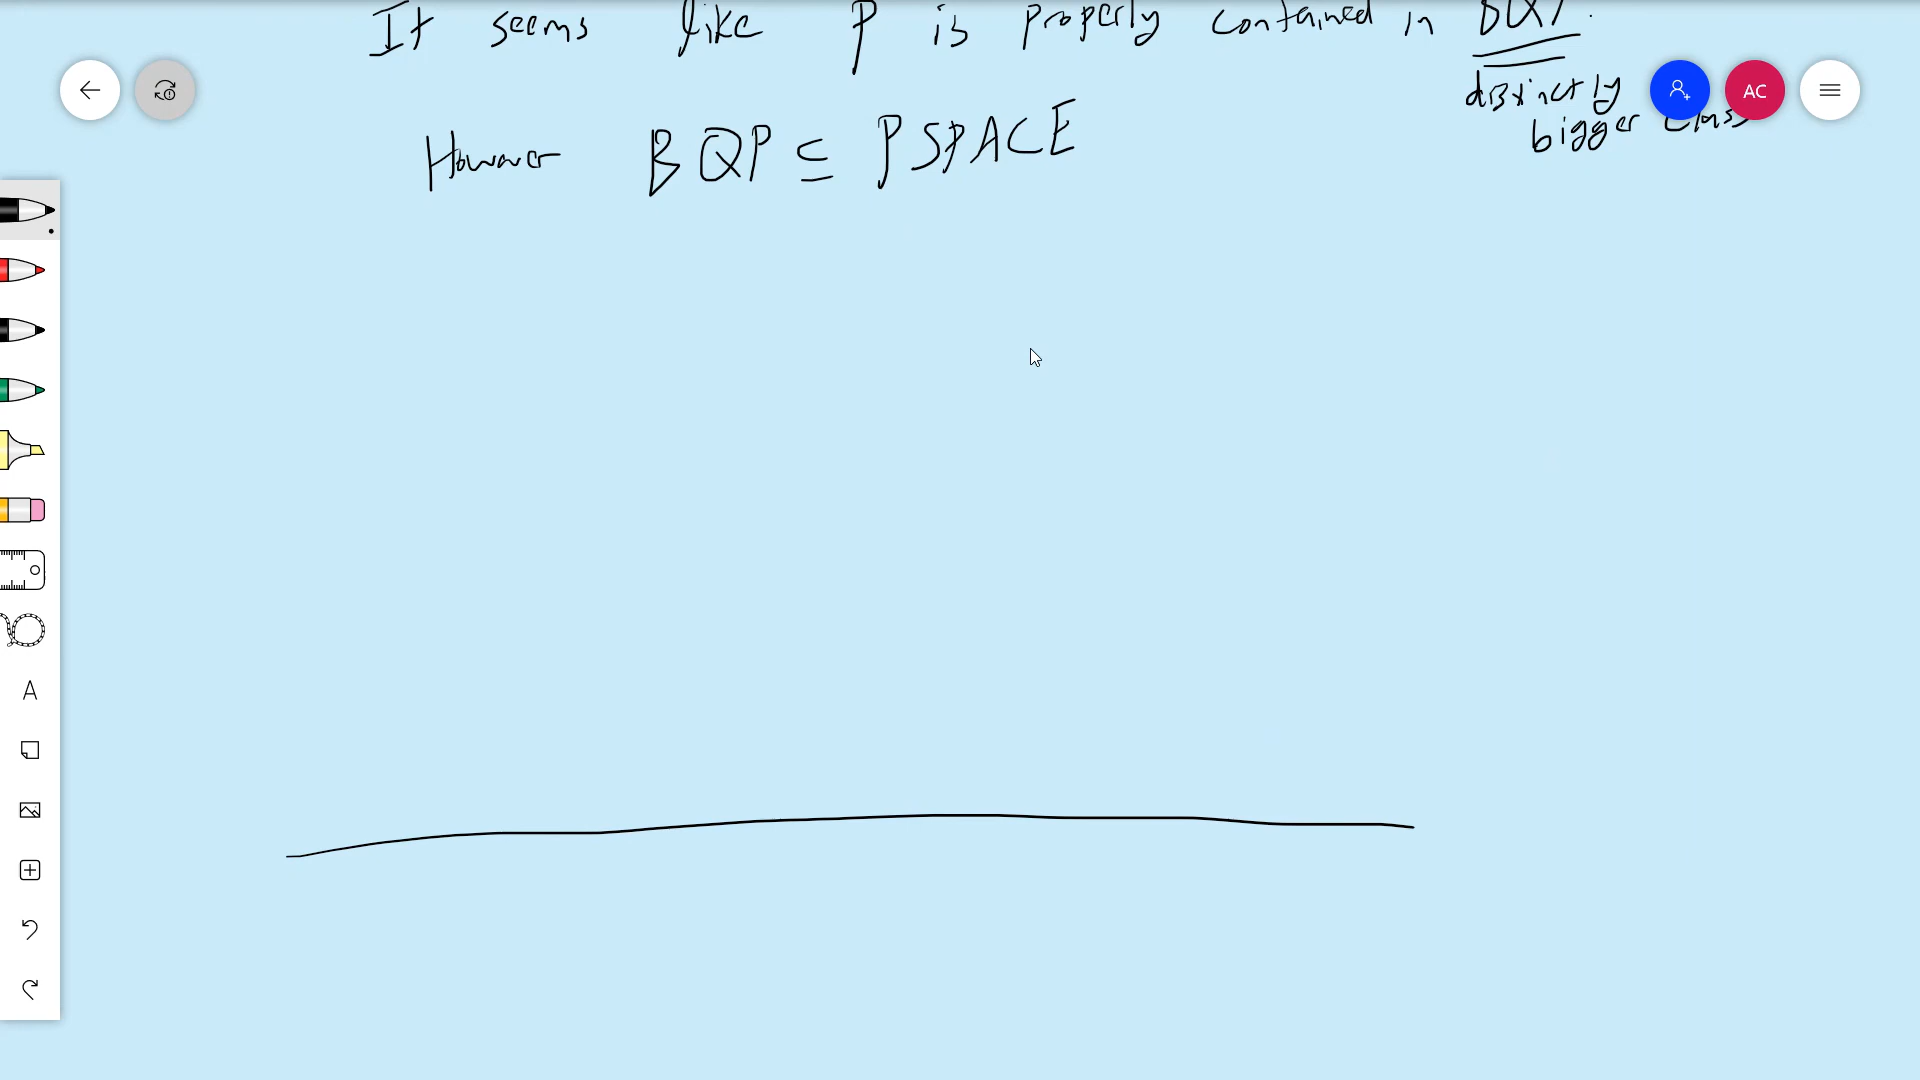 It seems like P is properly contained in BQP.
distinctly
bigger class
However BQP ⊆ PSPACE
AC
A